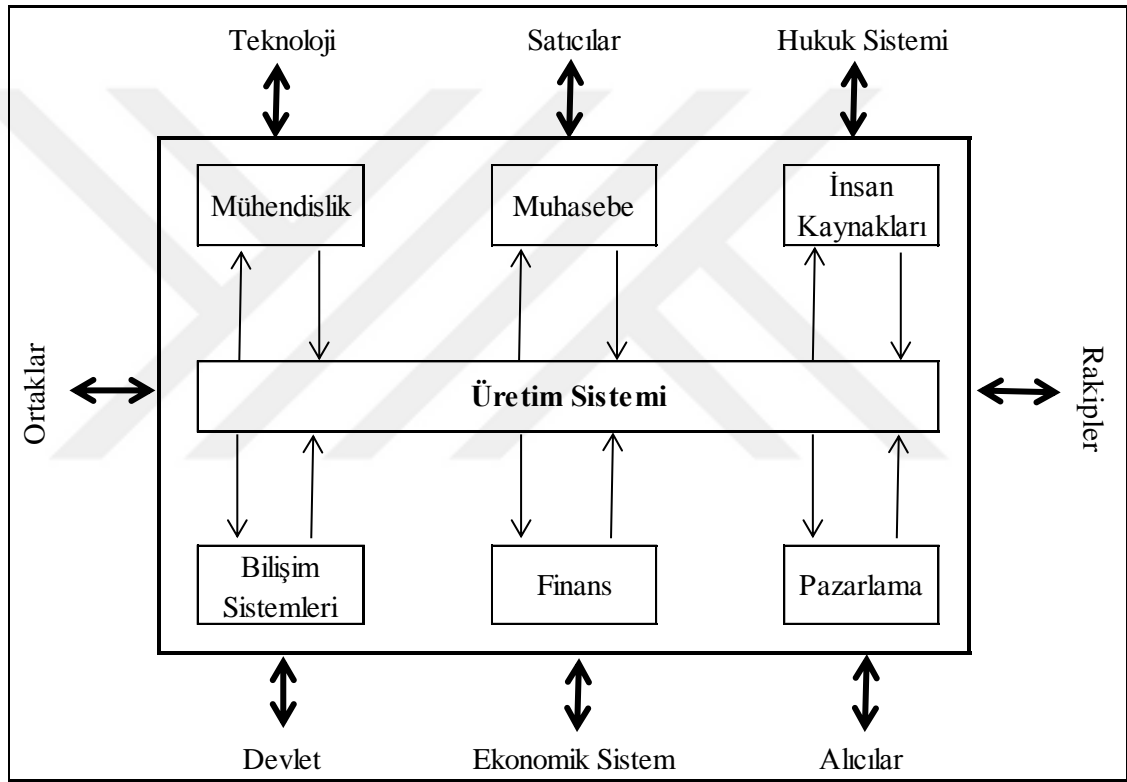 Teknoloji
Satıcılar
Hukuk Sistemi
Mühendislik
Muhasebe
İnsan
Kaynakları
Ortaklar
Üretim Sistemi
Rakipler
Bilişim
Sistemleri
Finans
Pazarlama
Devlet
Ekonomik Sistem
Alıcılar